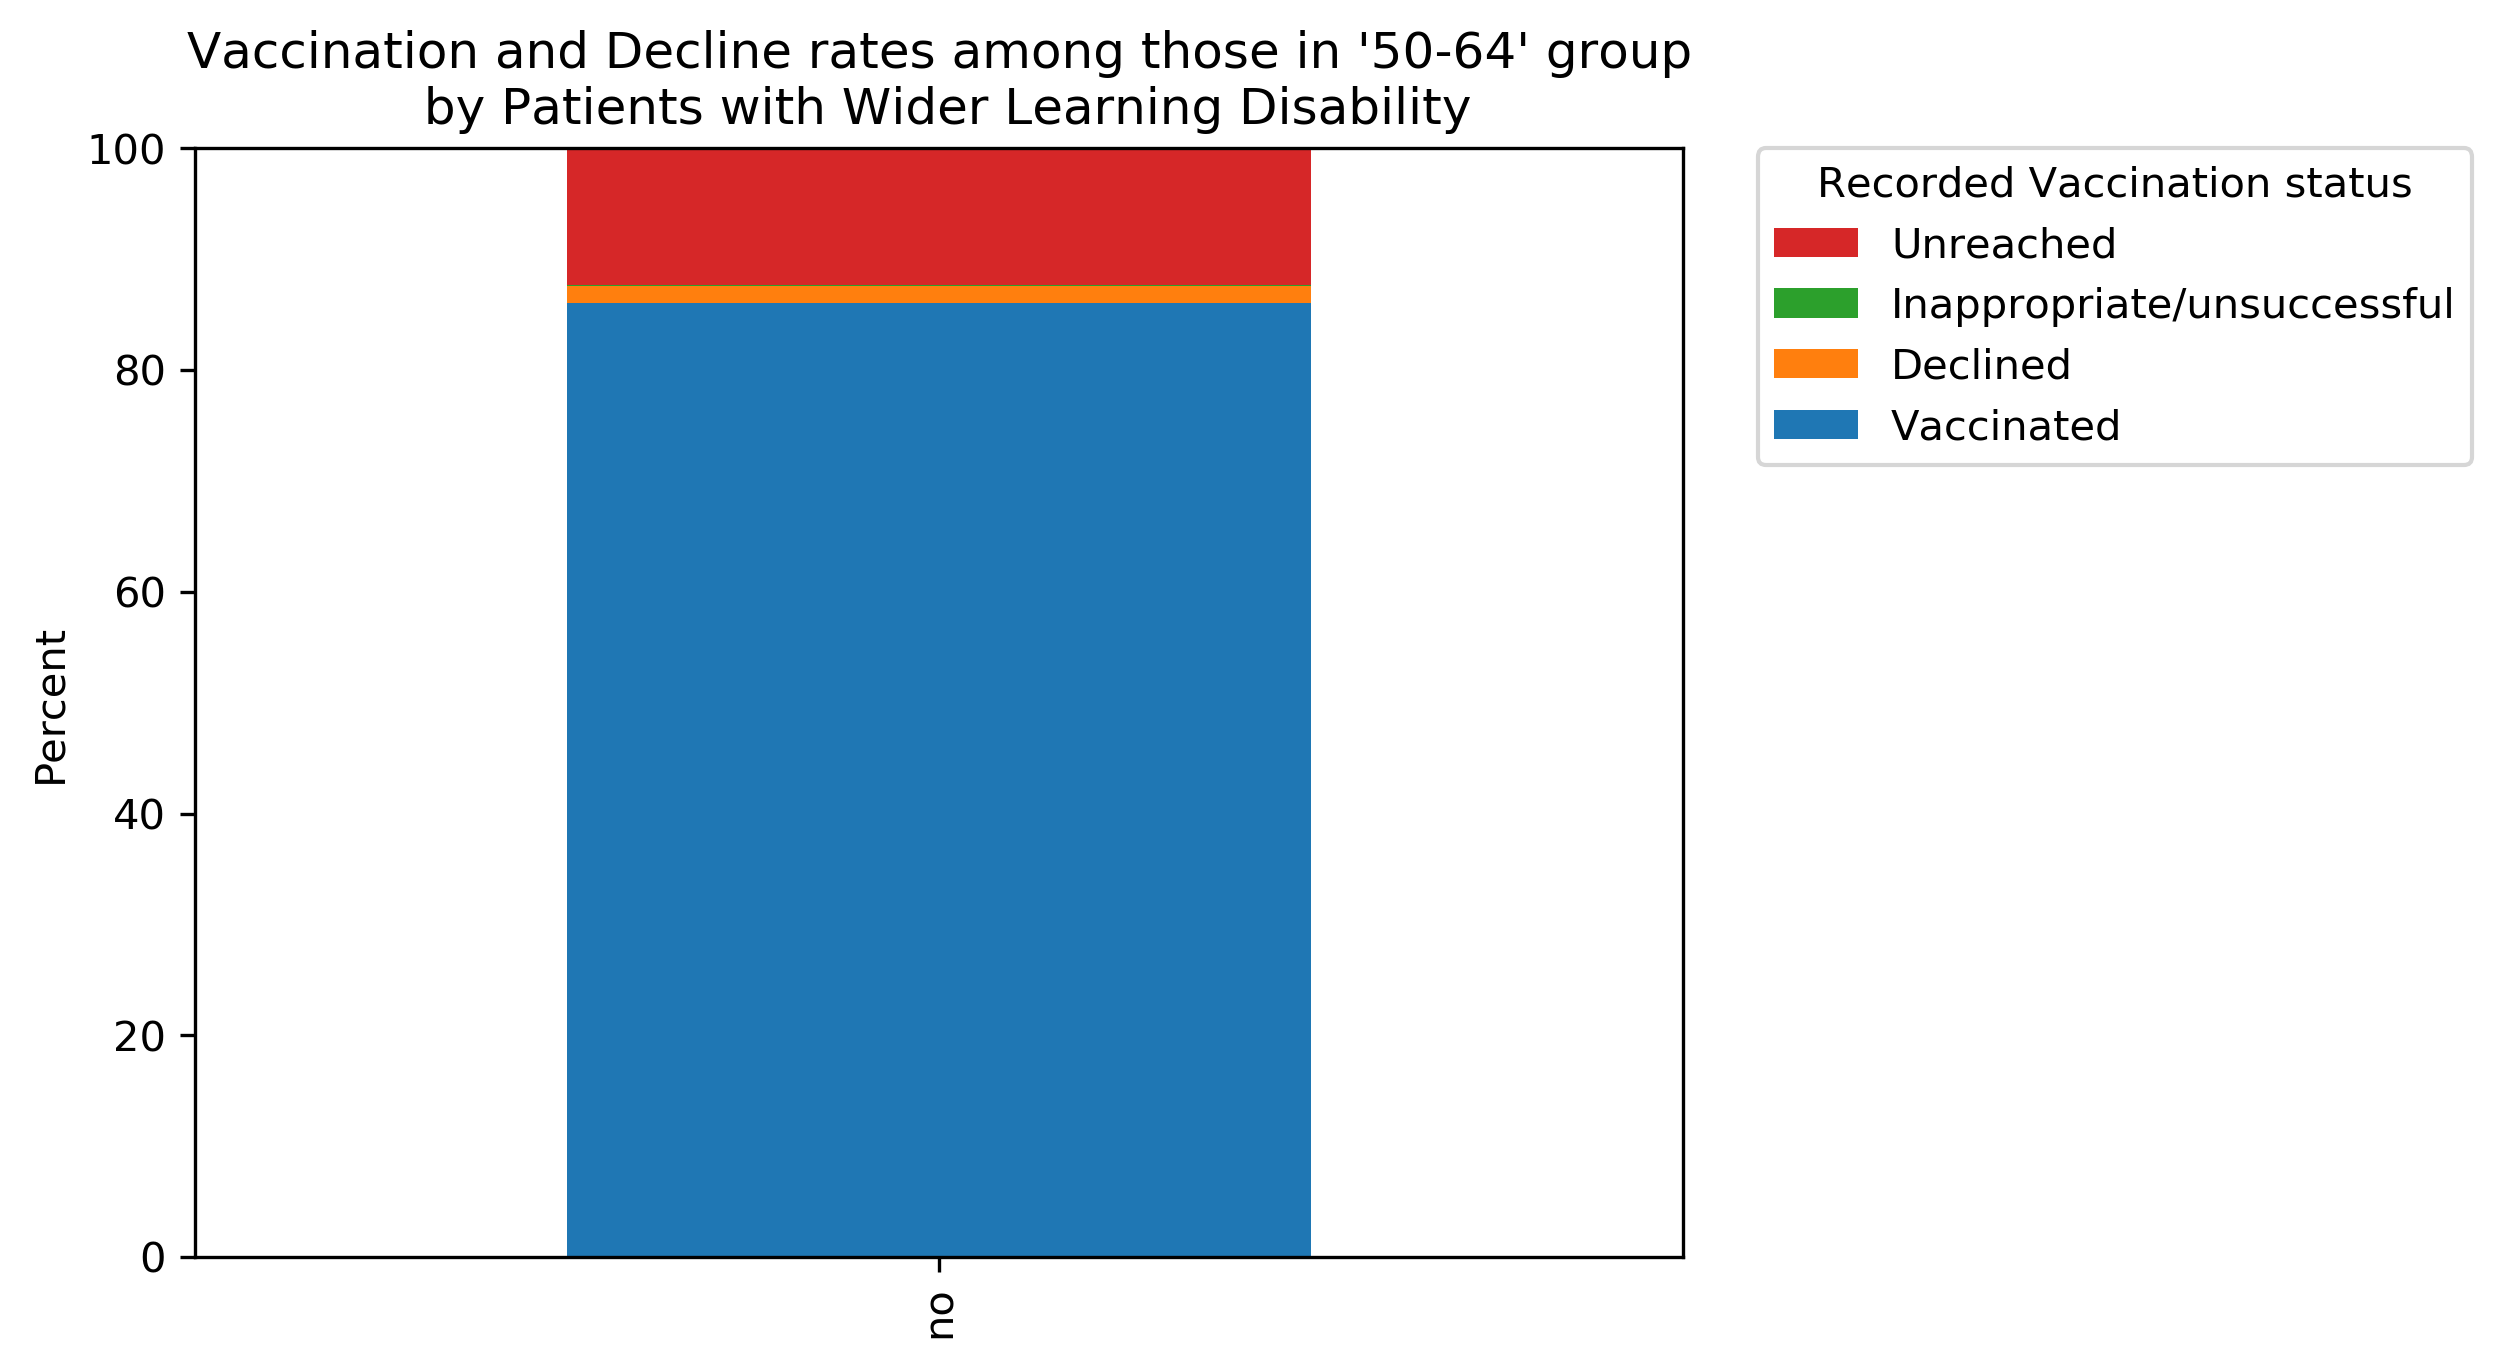 Vaccination and Decline rates among those in '50-64' group
by Patients with Wider Learning Disability
100
80
60
40
20
0
Percent
no
Recorded Vaccination status
Unreached
Inappropriate/unsuccessful
Declined
Vaccinated